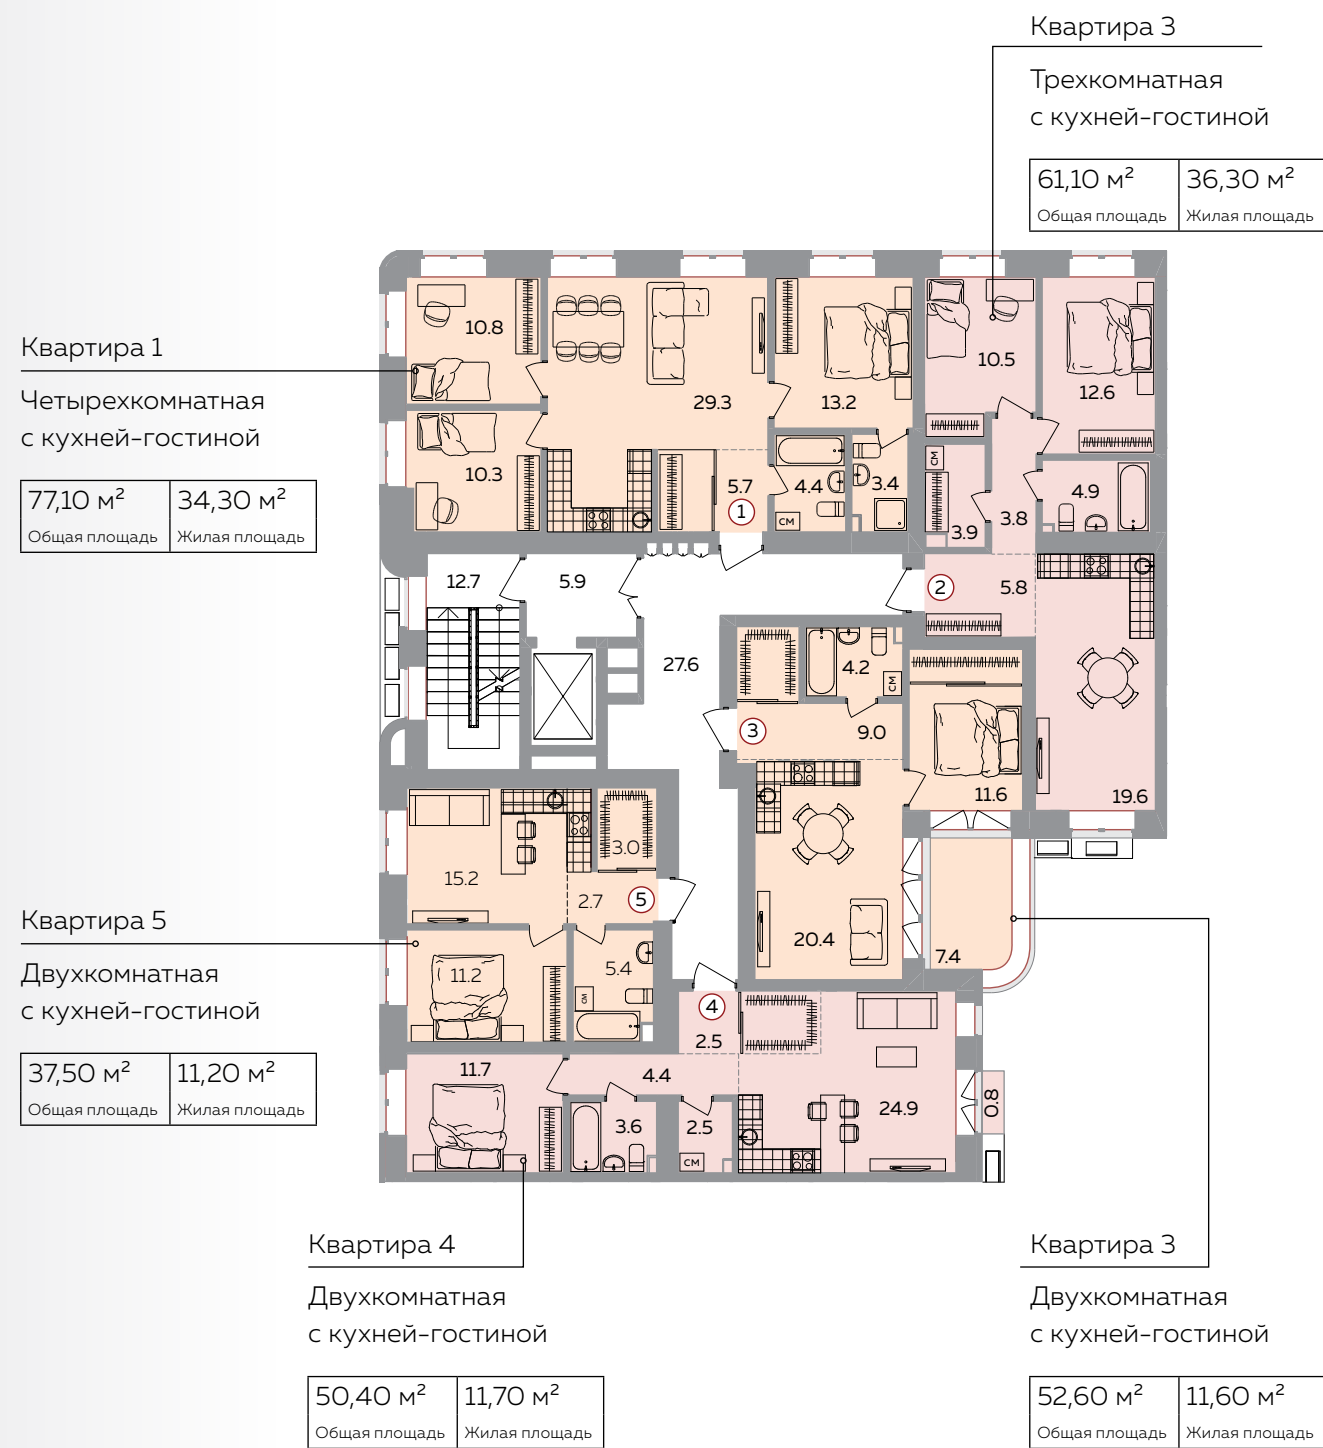 Квартира 3
Трехкомнатная
с кухней-гостиной
61,10 м² 36,30 м²
Общая площадь Жилая площадь
Квартира 1
Четырехкомнатная
с кухней-гостиной
77,10 м² 34,30 м²
Общая площадь Жилая площадь
10.8
29.3
13.2
10.5
12.6
10.3
5.7
4.4
3.4
СМ
4.9
1
СМ
3.9
3.8
12.7
5.9
2
5.8
27.6
4.2
СМ
3
9.0
11.6
19.6
15.2
3.0
2.7
5
20.4
7.4
Квартира 5
Двухкомнатная
с кухней-гостиной
37,50 м² 11,20 м²
Общая площадь Жилая площадь
11.2
5.4
СМ
4
2.5
11.7
4.4
24.9
0.8
3.6
2.5
СМ
Квартира 4
Двухкомнатная
с кухней-гостиной
50,40 м² 11,70 м²
Общая площадь Жилая площадь
Квартира 3
Двухкомнатная
с кухней-гостиной
52,60 м² 11,60 м²
Общая площадь Жилая площадь